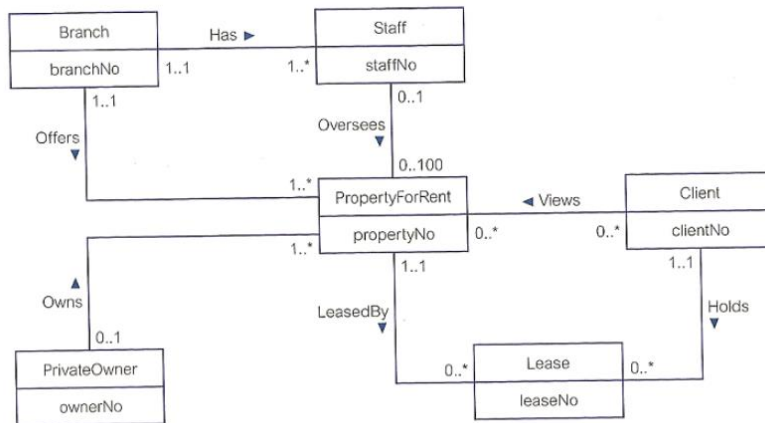 Branch
Has ►
Staff
branchNo
1..1
1..*
staffNo
1..1
0..1
Offers
▼
Oversees
▼
0..100
1..*
PropertyForRent
◄ Views
Client
propertyNo
1..*
0..*
0..*
clientNo
1..1
1..1
▲
Owns
LeasedBy
▼
Holds
▼
0..1
PrivateOwner
0..*
Lease
0..*
ownerNo
leaseNo